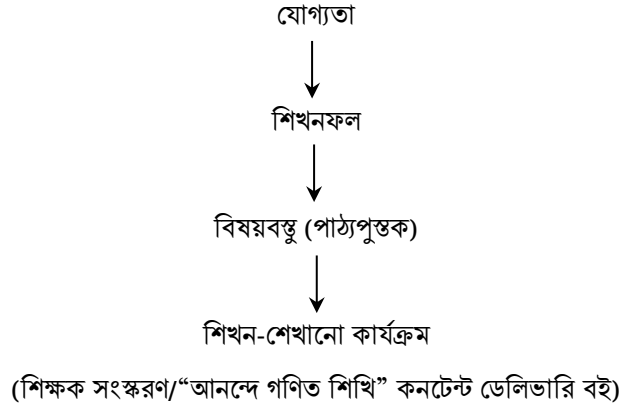 যোগ্যতা
শিখনফল
বিষয়বস্তু (পাঠ্যপুস্তক)
শিখন-শেখানো কার্যক্রম
(শিক্ষক সংস্করণ/“আনন্দে গণিত শিখি” কনটেন্ট ডেলিভারি বই)